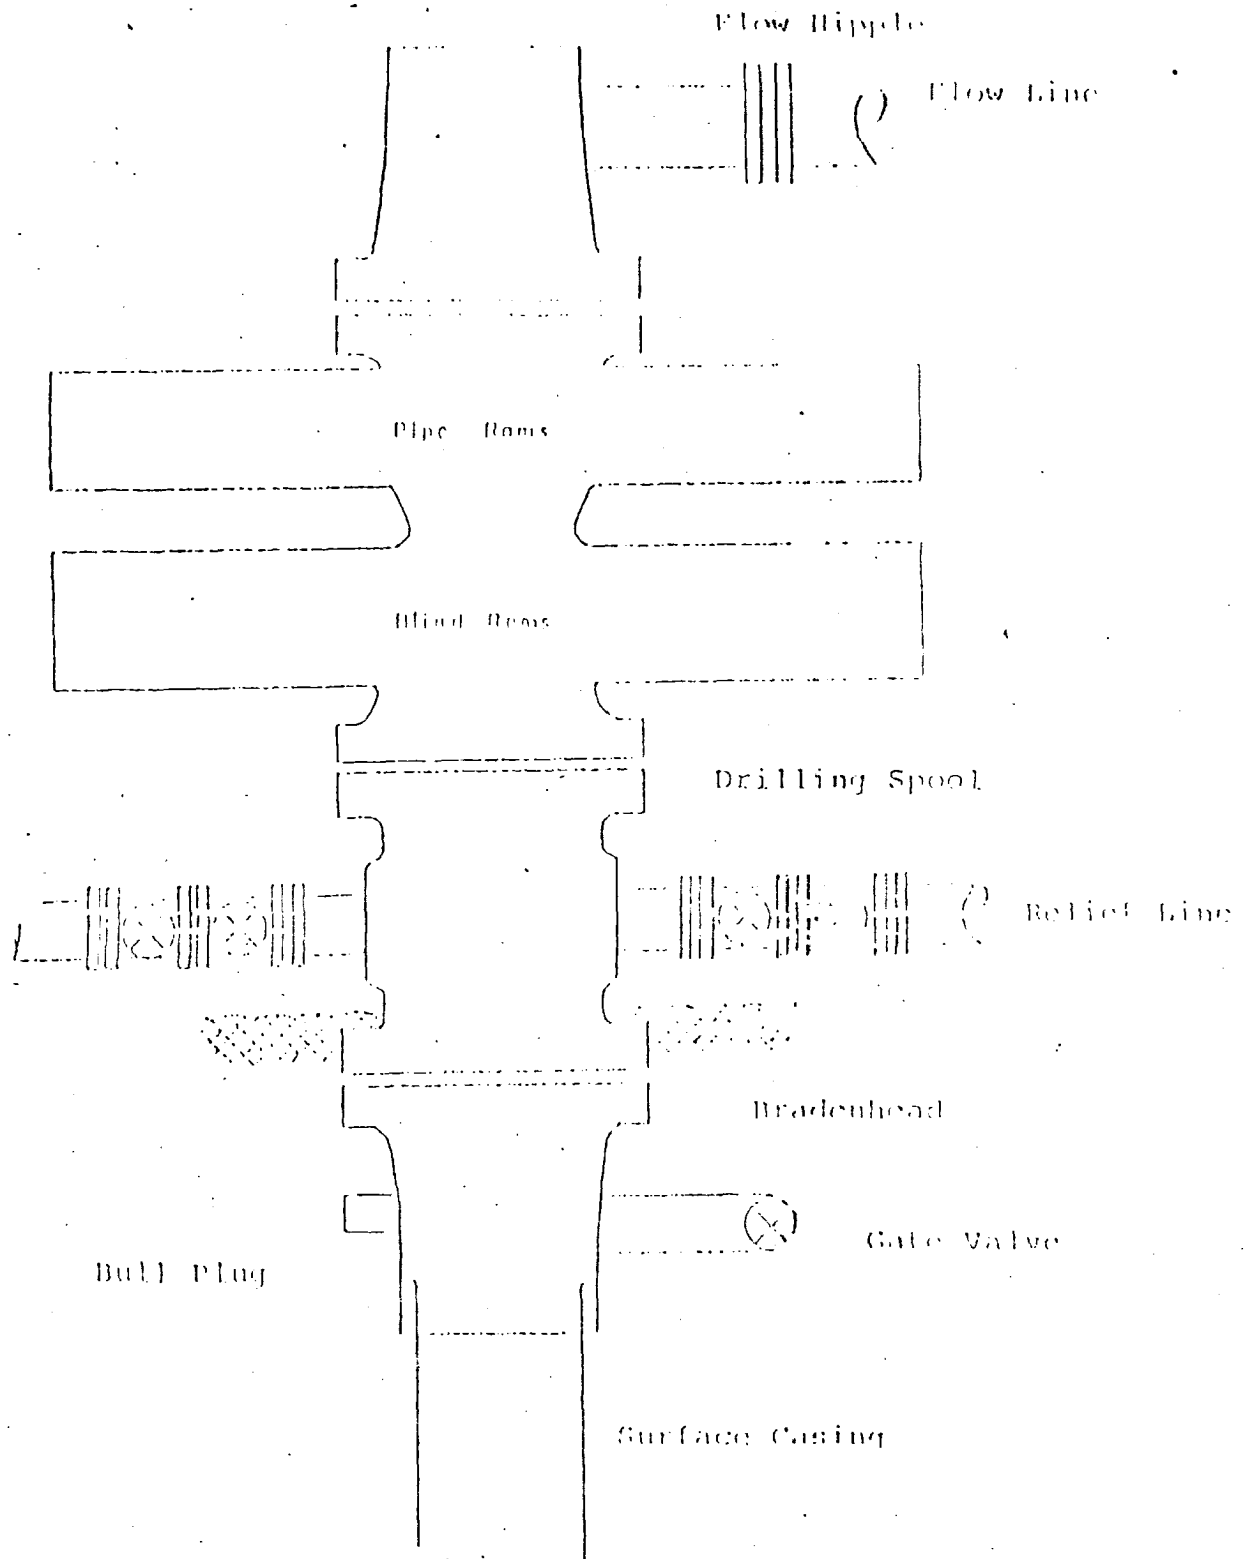 Flow Nipple
Flow Line
Pipe Rams
Blind Rams
Drilling Spool
Relief Line
Bradenhead
Gate Valve
Bull Plug
Surface Casing